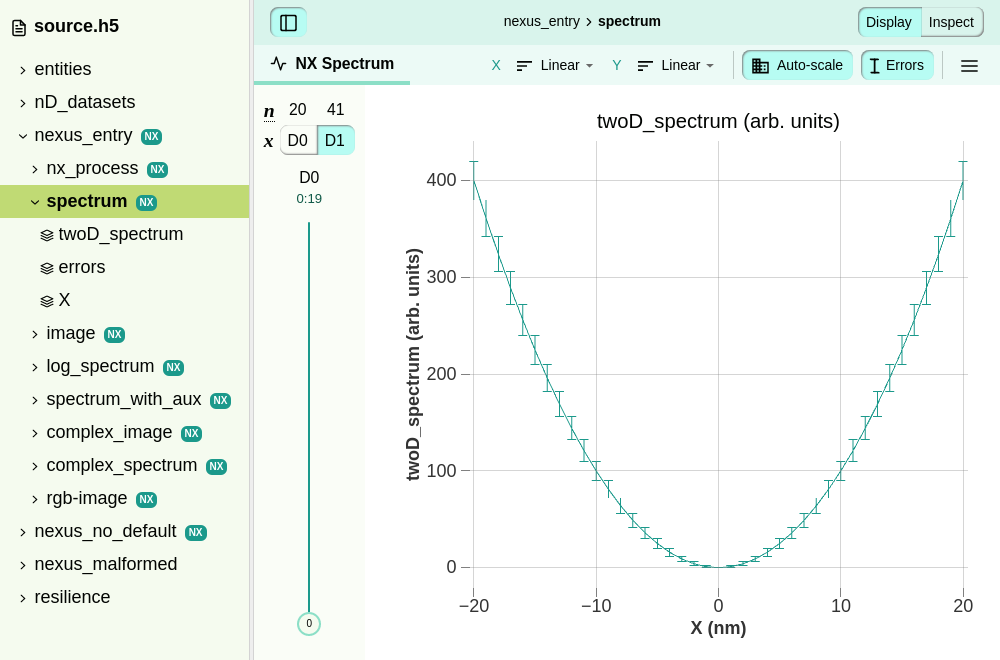 source.h5
entities
nD_datasets
nexus_entry NX
nx_process NX
spectrum NX
twoD_spectrum
errors
X
image NX
log_spectrum NX
spectrum_with_aux NX
complex_image NX
complex_spectrum NX
rgb-image NX
nexus_no_default NX
nexus_malformed
resilience
nexus_entry › spectrum
Display Inspect
NX Spectrum
X Linear Y Linear Auto-scale Errors
n 20 41
x D0 D1
D0
0:19
0
twoD_spectrum (arb. units)
twoD_spectrum (arb. units)
400
300
200
100
0
−20 −10 0 10 20
X (nm)